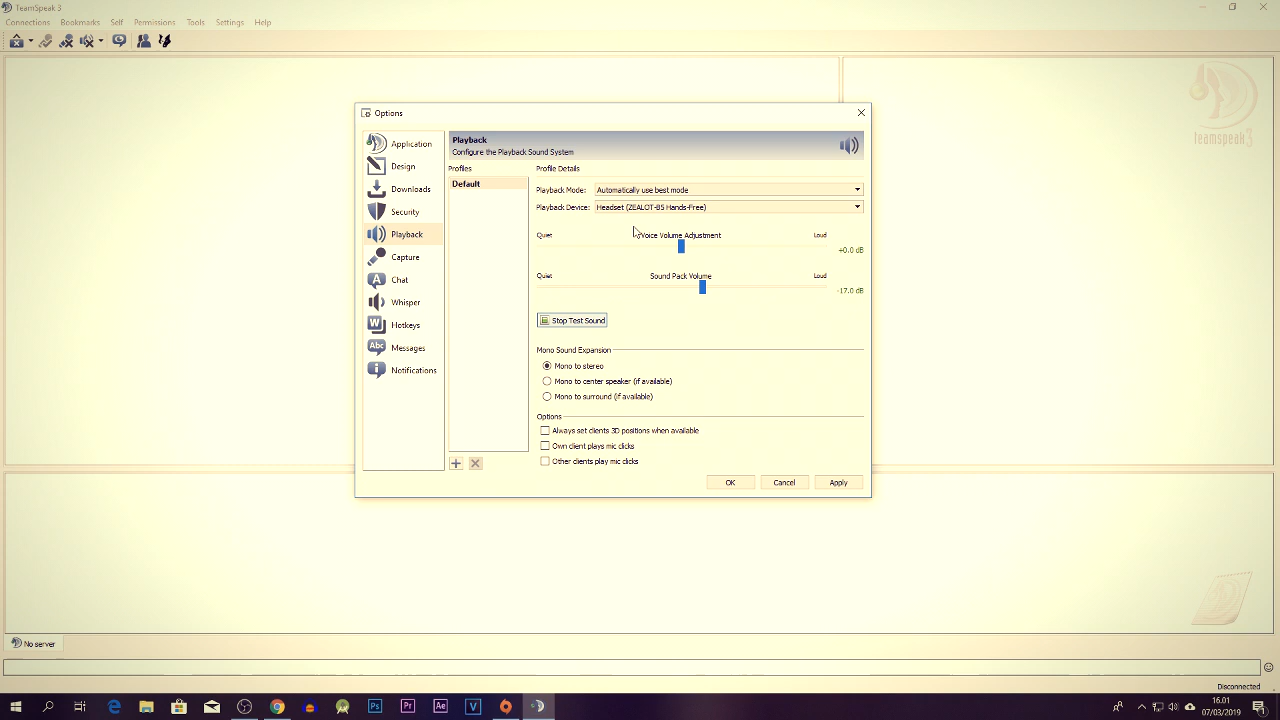 TeamSpeak 3
Connections Bookmarks Self Permissions Tools Settings Help
teamspeak3
Options
Application
Design
Downloads
Security
Playback
Capture
Chat
Whisper
Hotkeys
Messages
Notifications
Playback
Configure the Playback Sound System
Profiles
Default
Profile Details
Playback Mode: Automatically use best mode
Playback Device: Headset (ZEALOT-B5 Hands-Free)
Quiet Voice Volume Adjustment Loud
+0.0 dB
Quiet Sound Pack Volume Loud
-17.0 dB
Stop Test Sound
Mono Sound Expansion
Mono to stereo
Mono to center speaker (if available)
Mono to surround (if available)
Options
Always set clients 3D positions when available
Own client plays mic clicks
Other clients play mic clicks
OK Cancel Apply
No server
Disconnected
Ps Pr Ae V
16.01
07/03/2019